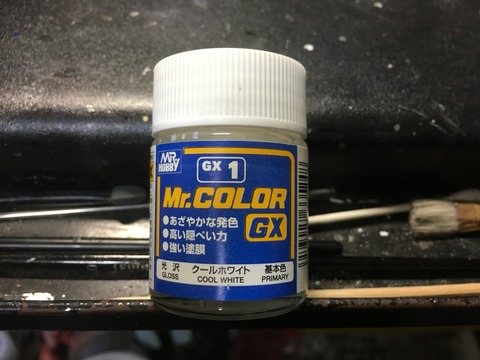 MR
HOBBY
GX 1
Mr.COLOR
GX
●あざやかな発色
●高い隠ぺい力
●強い塗膜
光沢 クールホワイト 基本色
GLOSS COOL WHITE PRIMARY